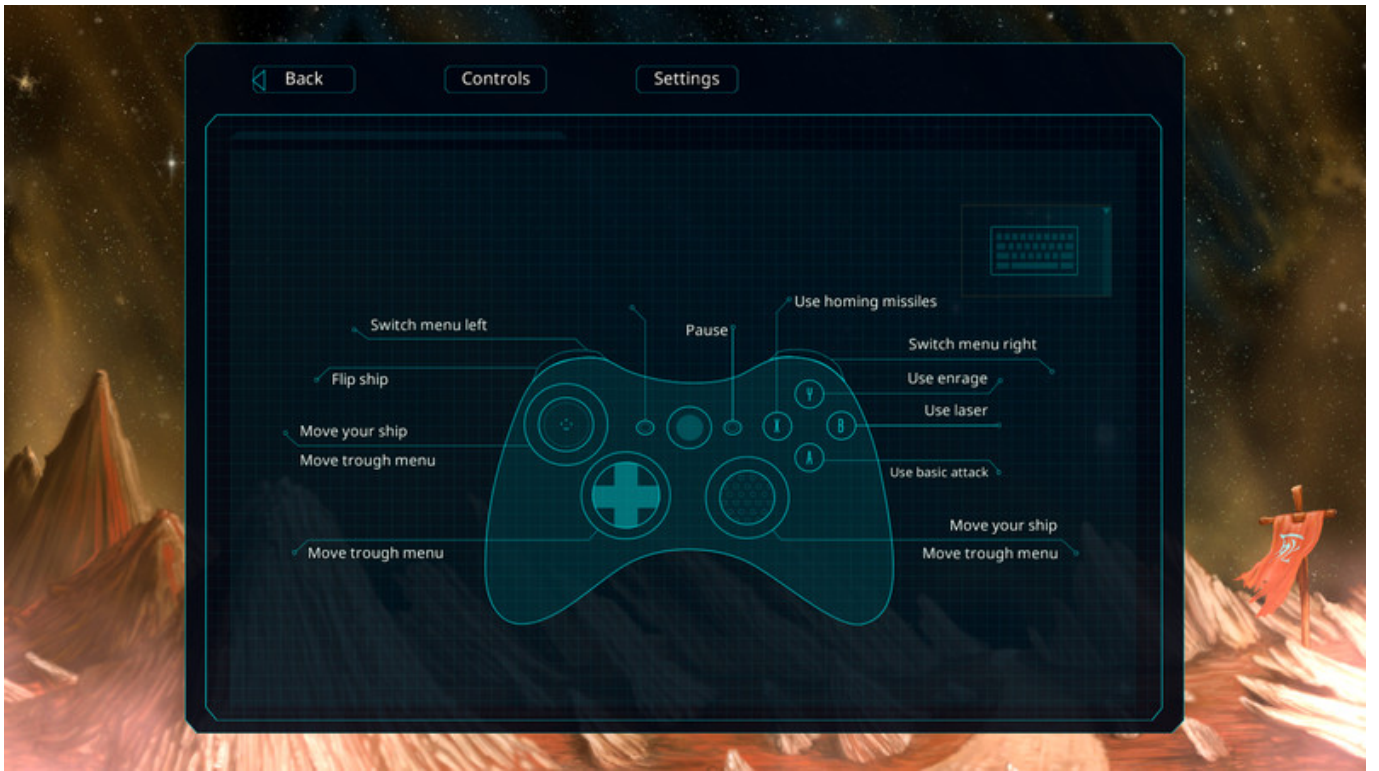 Back
Controls
Settings
Use homing missiles
Switch menu left
Pause
Switch menu right
Flip ship
Use enrage
Use laser
Move your ship
Move trough menu
Use basic attack
Y
X
B
A
Move your ship
Move trough menu
Move trough menu